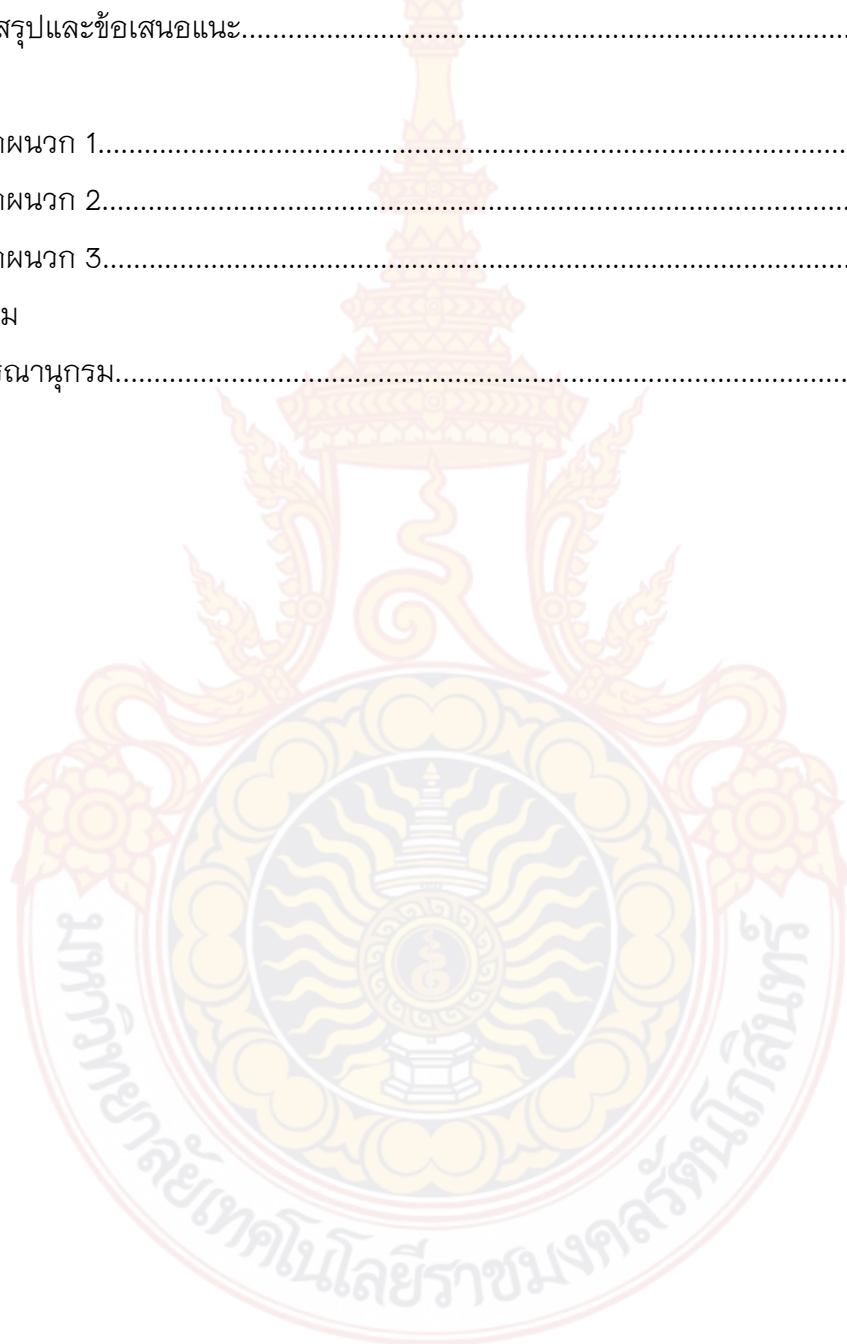 สรุปและข้อเสนอแนะ..........................................................................................
ผนวก 1...............................................................................................................
ผนวก 2...............................................................................................................
ผนวก 3...............................................................................................................
ม
รณานุกรม............................................................................................................
มหาวิทยาลัยเทคโนโลยีราชมงคลรัตนโกสินทร์